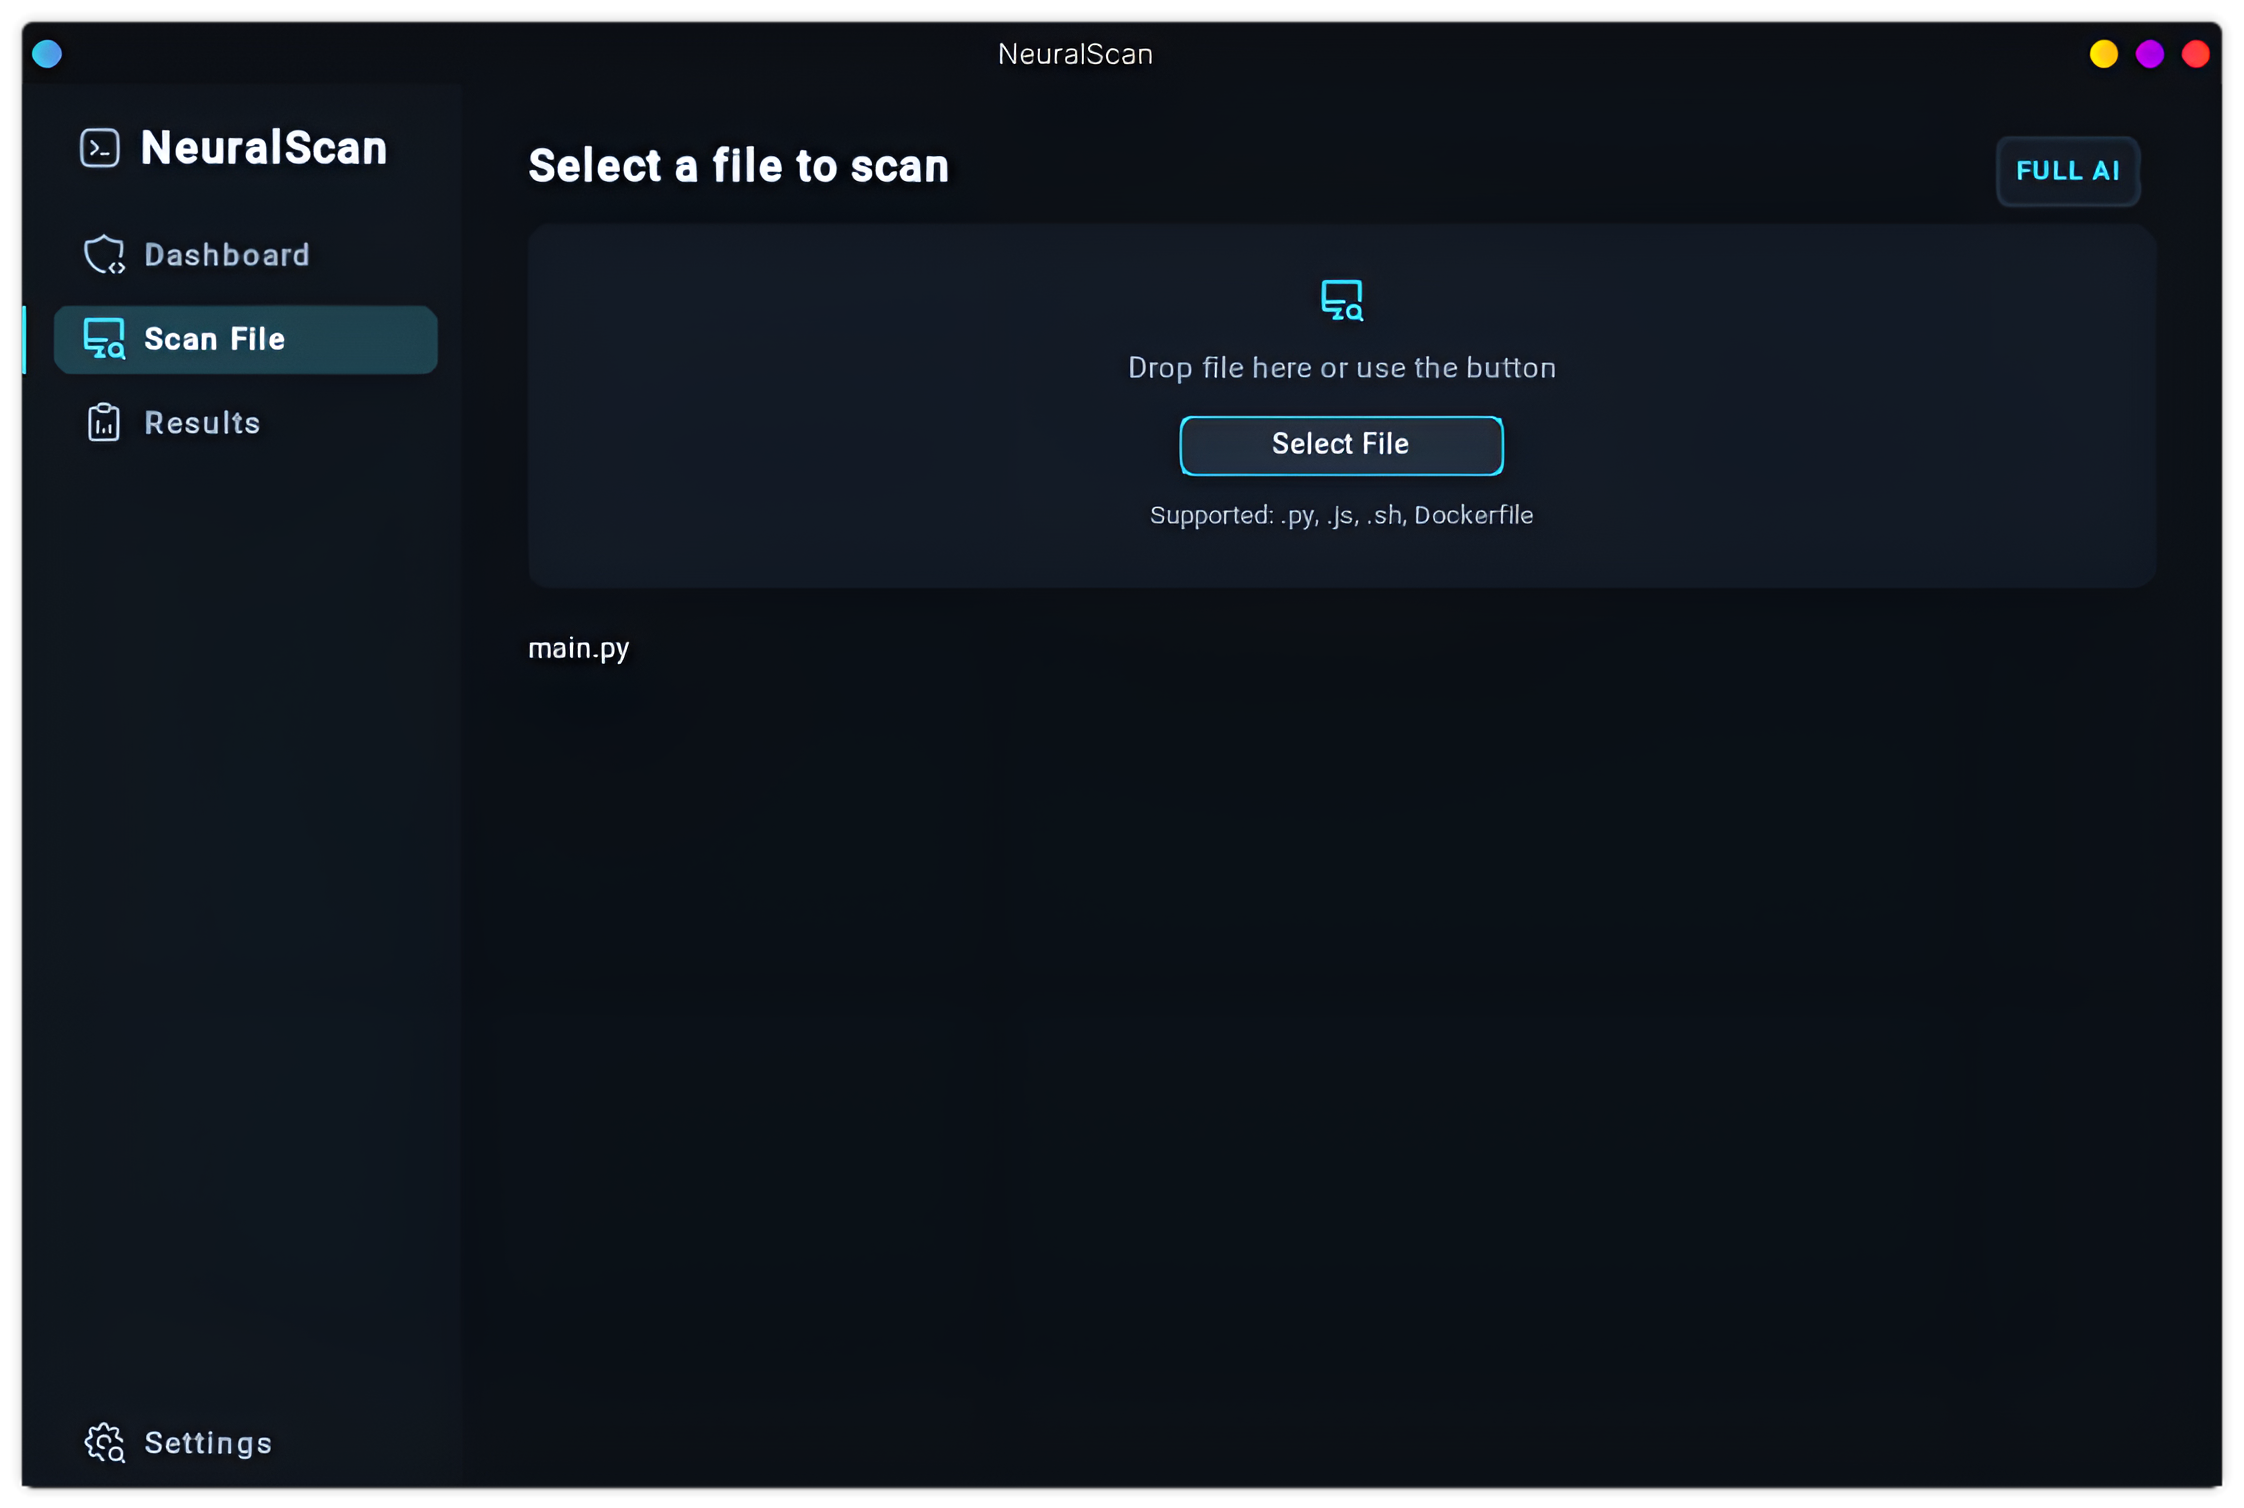 NeuralScan
NeuralScan
Dashboard
Scan File
Results
Settings
Select a file to scan
FULL AI
Drop file here or use the button
Select File
Supported: .py, .js, .sh, Dockerfile
main.py